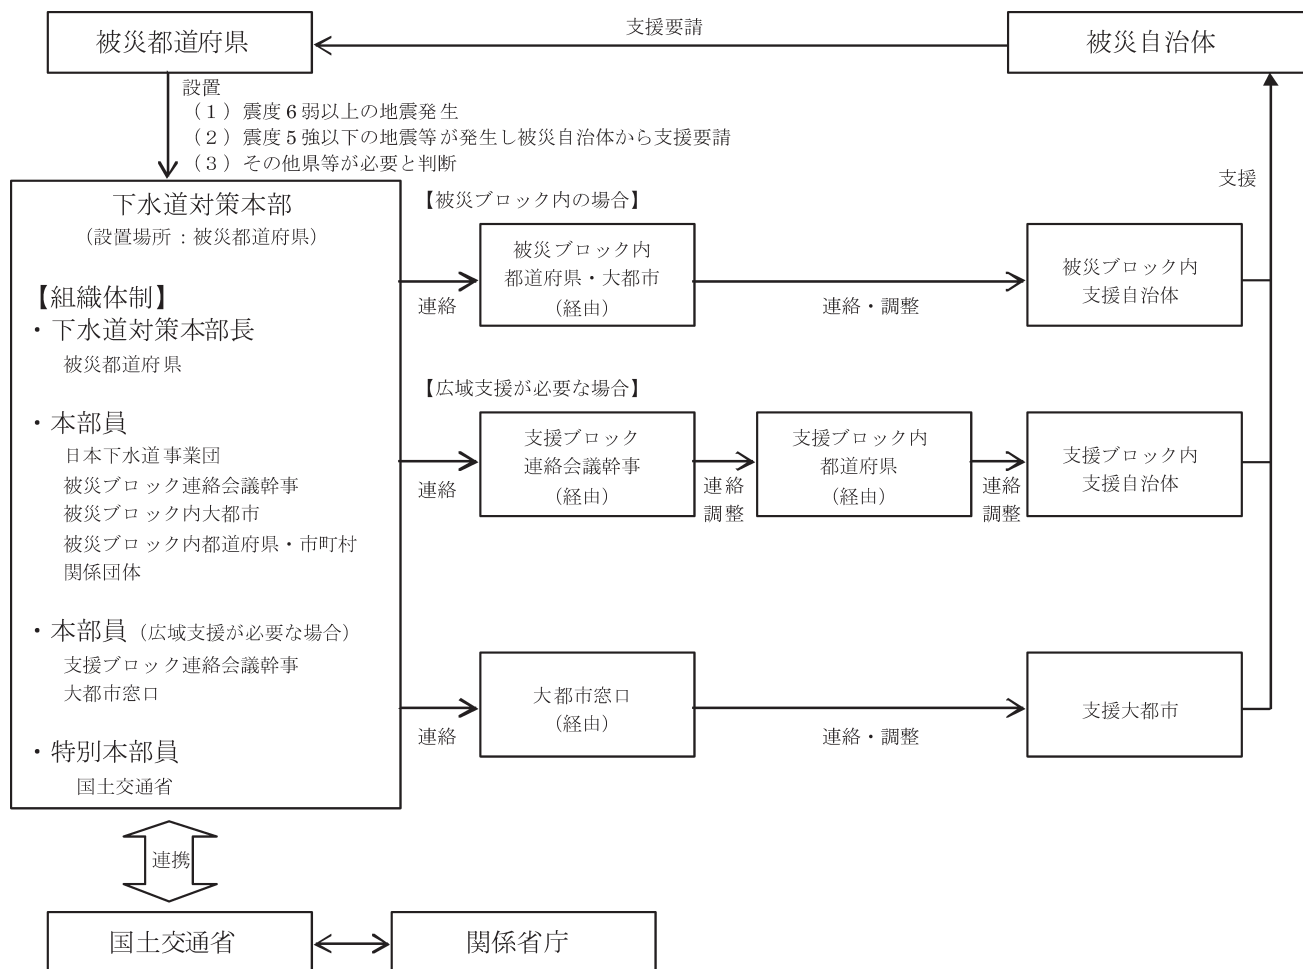 被災都道府県
支援要請
被災自治体
設置
（１）震度６弱以上の地震発生
（２）震度５強以下の地震等が発生し被災自治体から支援要請
（３）その他県等が必要と判断
支援
下水道対策本部
（設置場所：被災都道府県）
【組織体制】
・下水道対策本部長
被災都道府県
・本部員
日本下水道事業団
被災ブロック連絡会議幹事
被災ブロック内大都市
被災ブロック内都道府県・市町村
関係団体
・本部員（広域支援が必要な場合）
支援ブロック連絡会議幹事
大都市窓口
・特別本部員
国土交通省
【被災ブロック内の場合】
連絡
被災ブロック内
都道府県・大都市
（経由）
連絡・調整
被災ブロック内
支援自治体
【広域支援が必要な場合】
連絡
支援ブロック
連絡会議幹事
（経由）
連絡
調整
支援ブロック内
都道府県
（経由）
連絡
調整
支援ブロック内
支援自治体
連絡
大都市窓口
（経由）
連絡・調整
支援大都市
連携
国土交通省
関係省庁